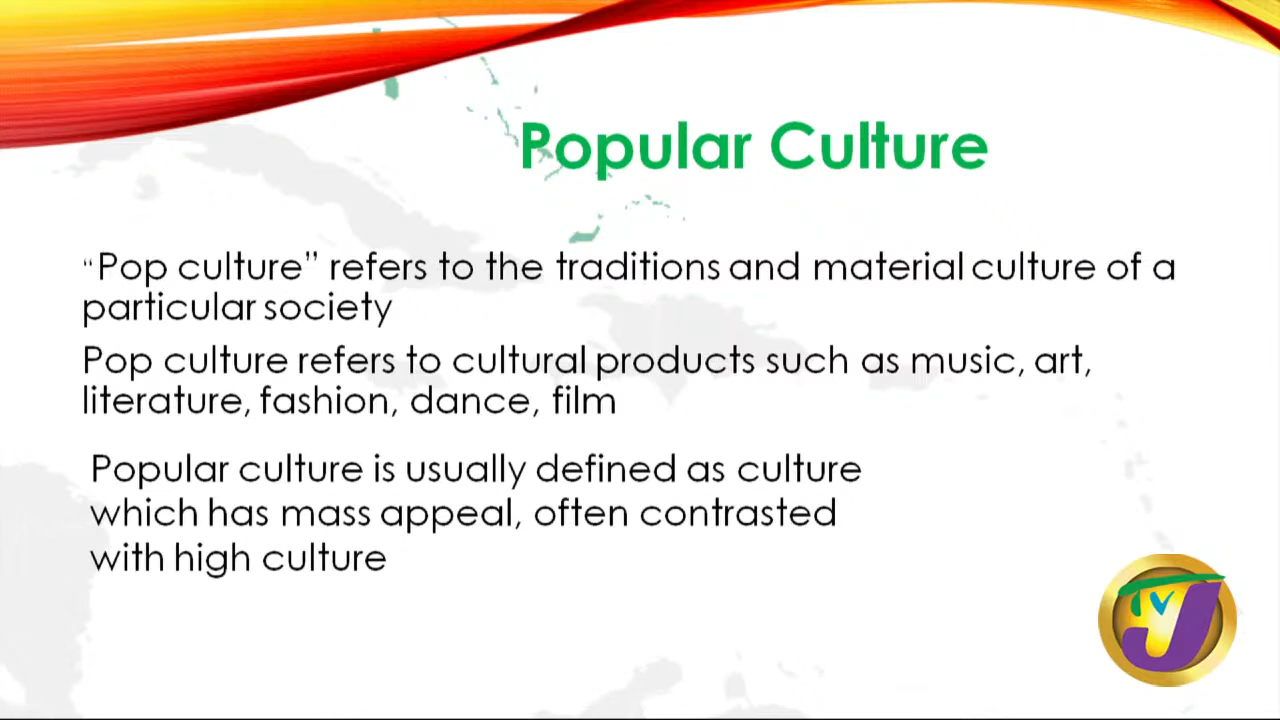 Popular Culture
“Pop culture” refers to the traditions and material culture of a
particular society
Pop culture refers to cultural products such as music, art,
literature, fashion, dance, film
Popular culture is usually defined as culture
which has mass appeal, often contrasted
with high culture
TVJ